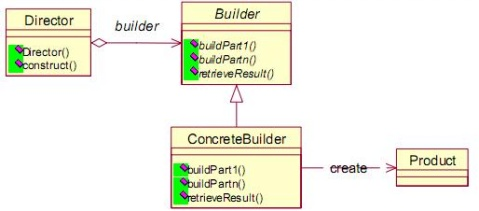 Director
Director()
construct()
builder
Builder
buildPart1()
buildPartn()
retrieveResult()
ConcreteBuilder
buildPart1()
buildPartn()
retrieveResult()
create
Product